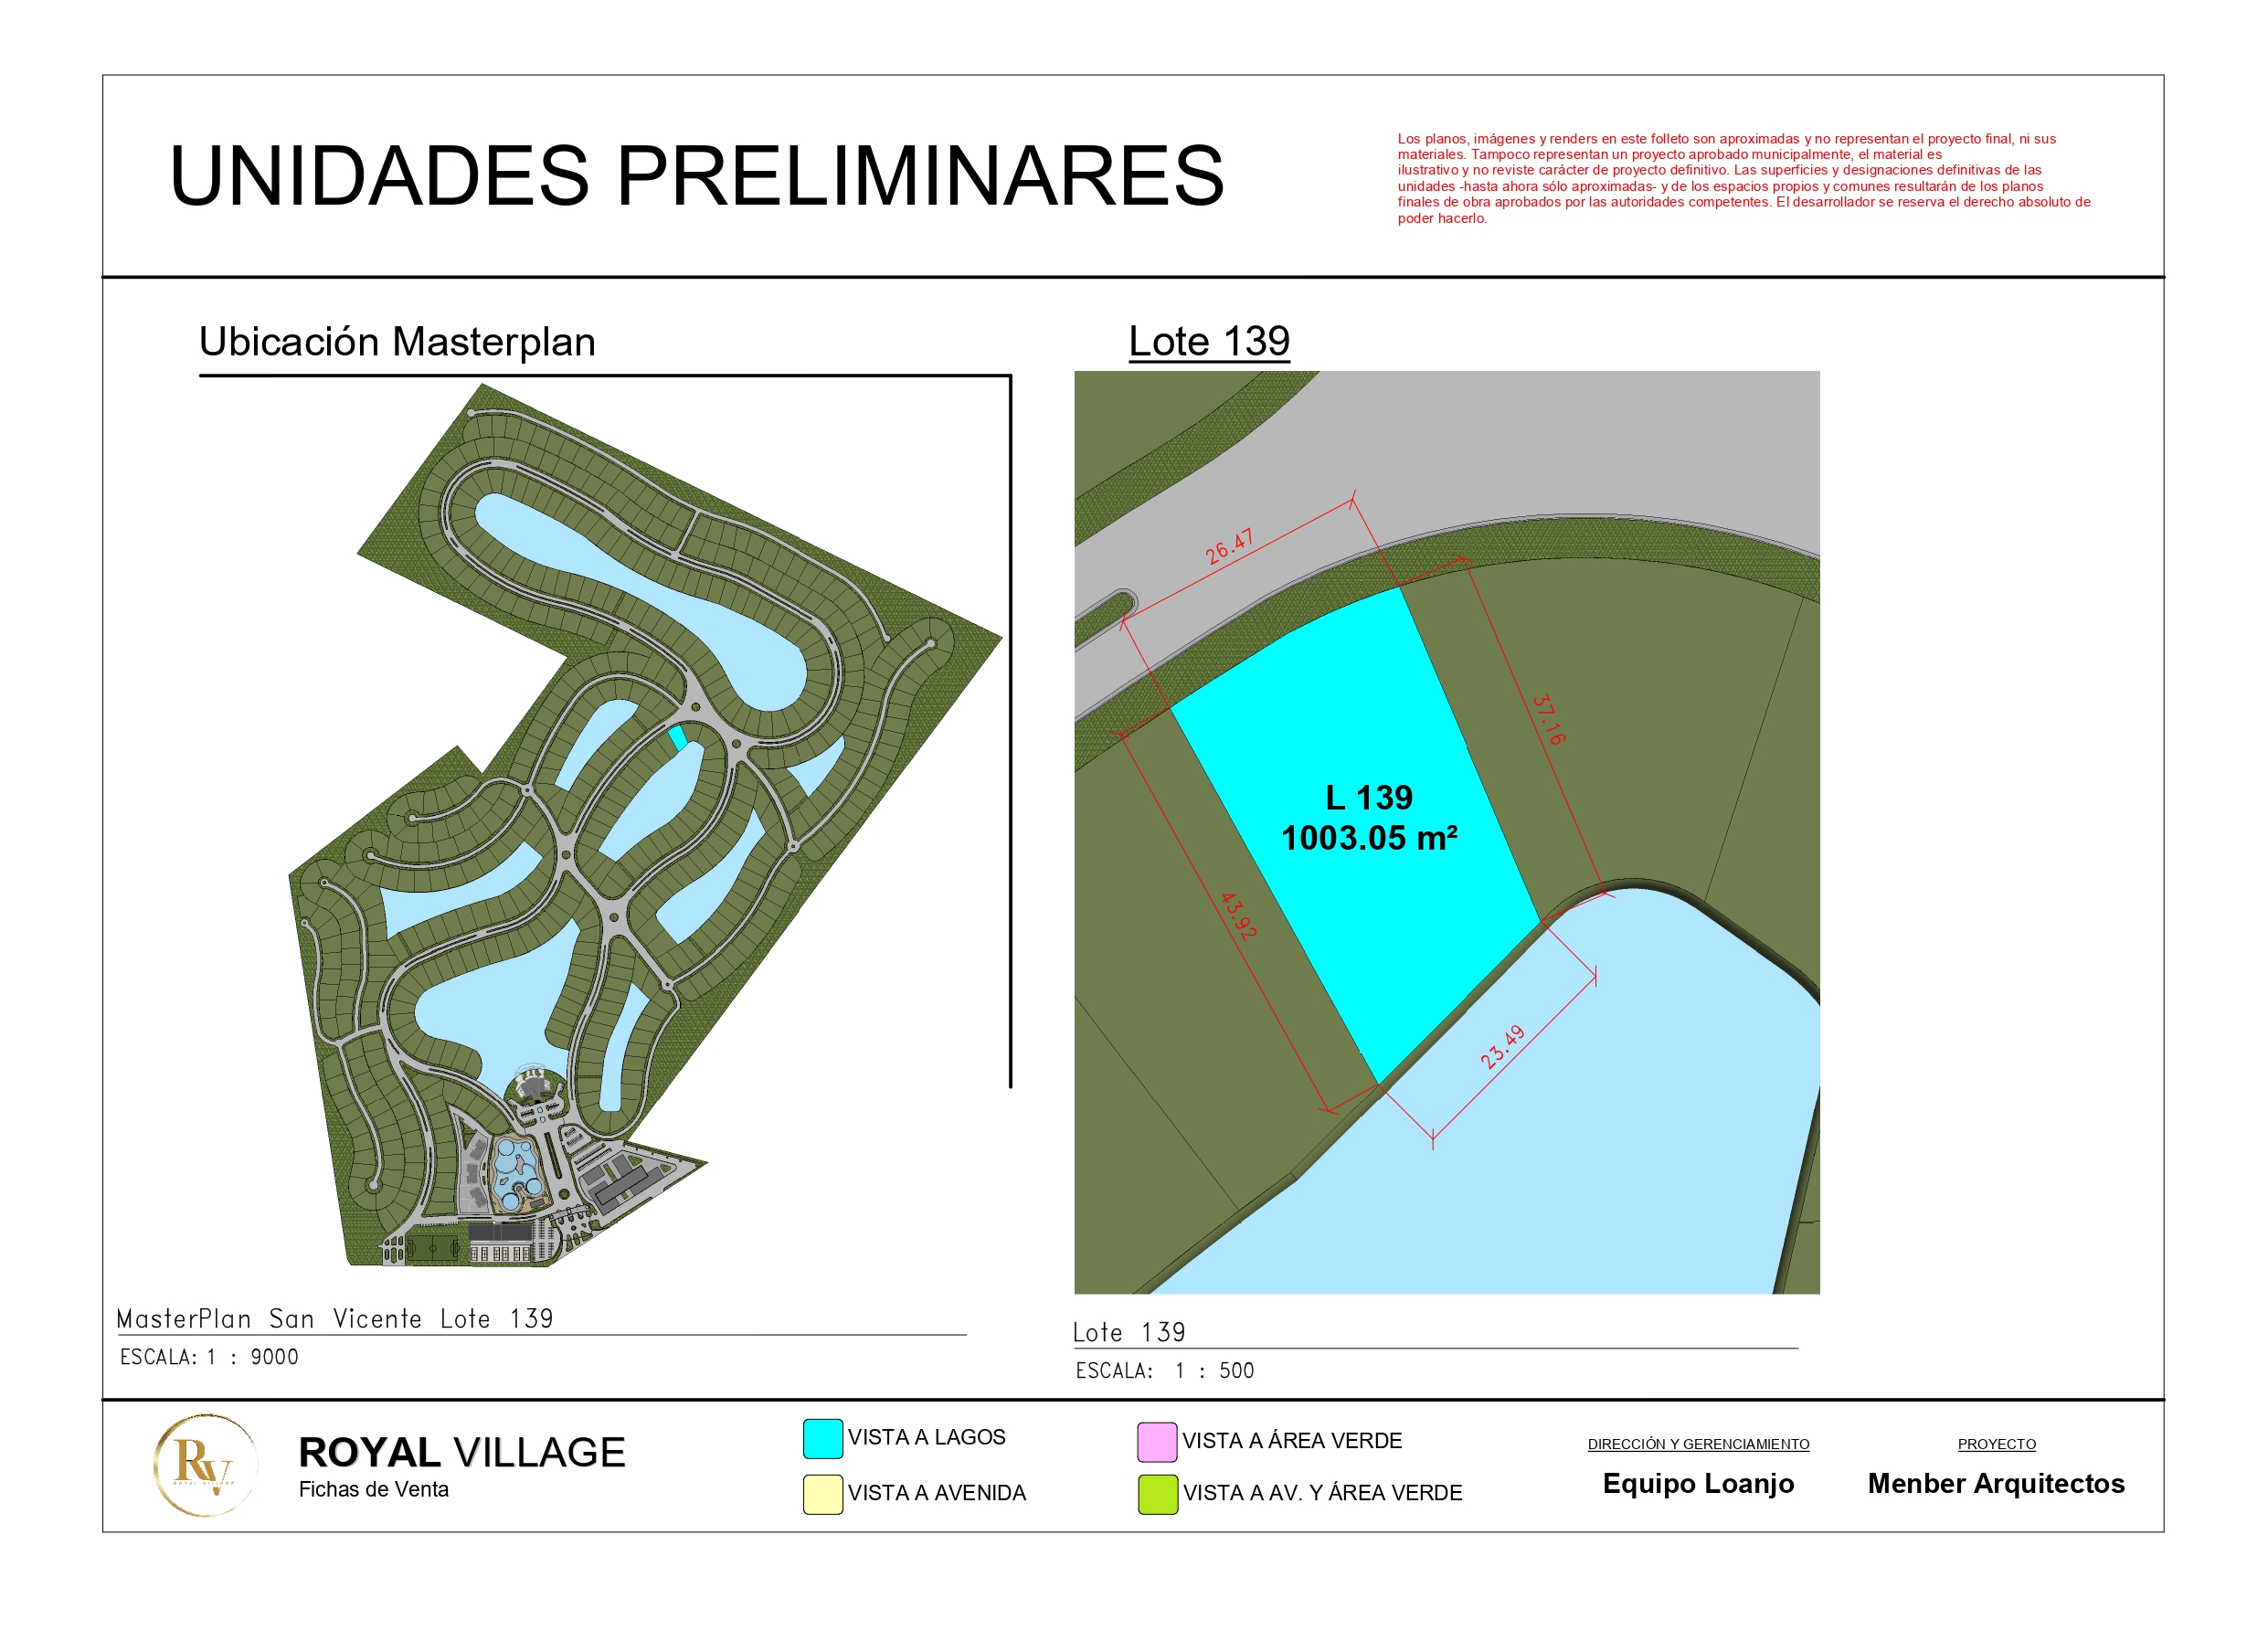 UNIDADES PRELIMINARES
Los planos, imágenes y renders en este folleto son aproximadas y no representan el proyecto final, ni sus
materiales. Tampoco representan un proyecto aprobado municipalmente, el material es
ilustrativo y no reviste carácter de proyecto definitivo. Las superficies y designaciones definitivas de las
unidades -hasta ahora sólo aproximadas- y de los espacios propios y comunes resultarán de los planos
finales de obra aprobados por las autoridades competentes. El desarrollador se reserva el derecho absoluto de
poder hacerlo.
Ubicación Masterplan
Lote 139
26.47
37.16
L 139
1003.05 m²
43.92
23.49
MasterPlan San Vicente Lote 139
ESCALA: 1 : 9000
Lote 139
ESCALA: 1 : 500
RV
ROYAL VILLAGE
ROYAL VILLAGE
Fichas de Venta
VISTA A LAGOS
VISTA A AVENIDA
VISTA A ÁREA VERDE
VISTA A AV. Y ÁREA VERDE
DIRECCIÓN Y GERENCIAMIENTO
Equipo Loanjo
PROYECTO
Menber Arquitectos